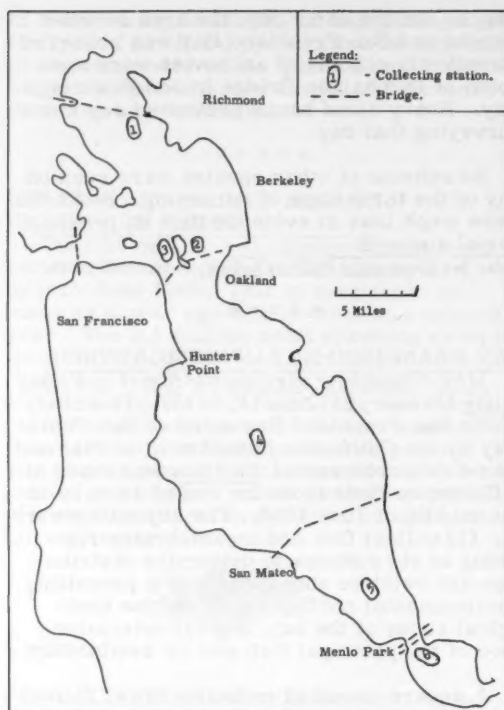 Legend:
1 - Collecting station.
- Bridge.
Richmond
1
Berkeley
3 2
Oakland
5 Miles
San Francisco
Hunters
Point
4
San Mateo
5
Menlo Park
6